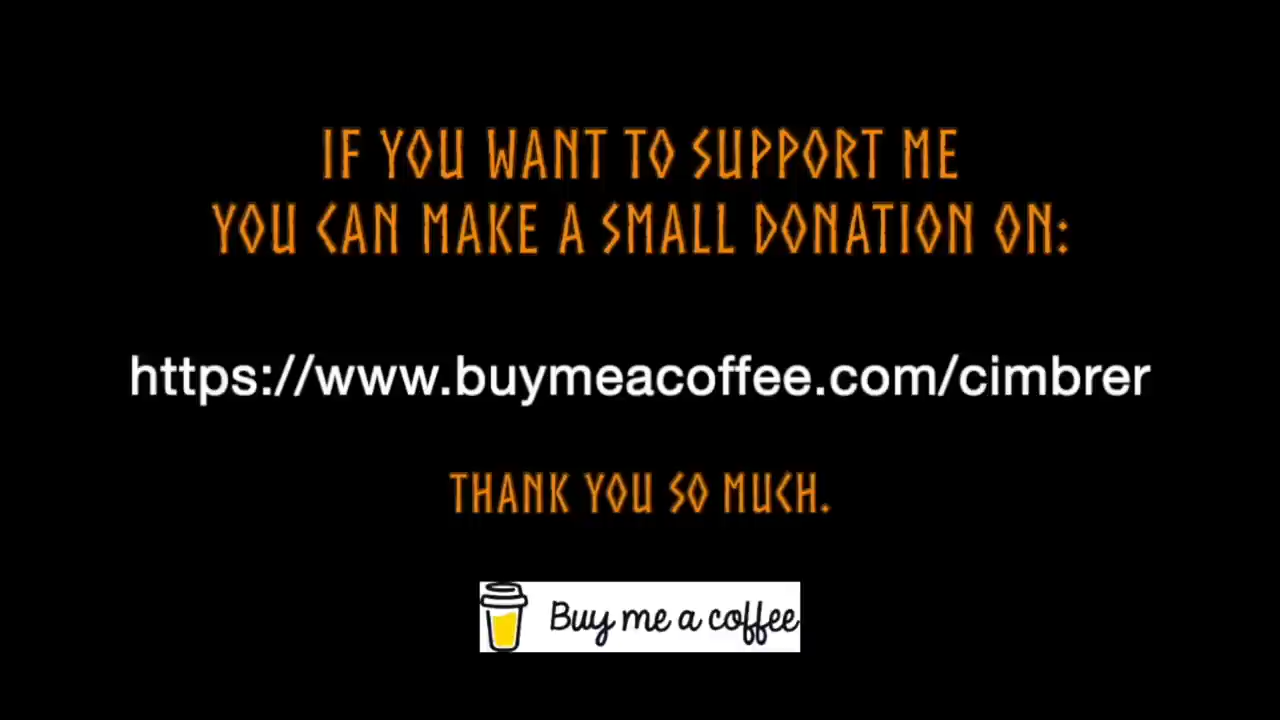 IF YOU WANT TO SUPPORT ME
YOU CAN MAKE A SMALL DONATION ON:
https://www.buymeacoffee.com/cimbrer
THANK YOU SO MUCH.
Buy me a coffee